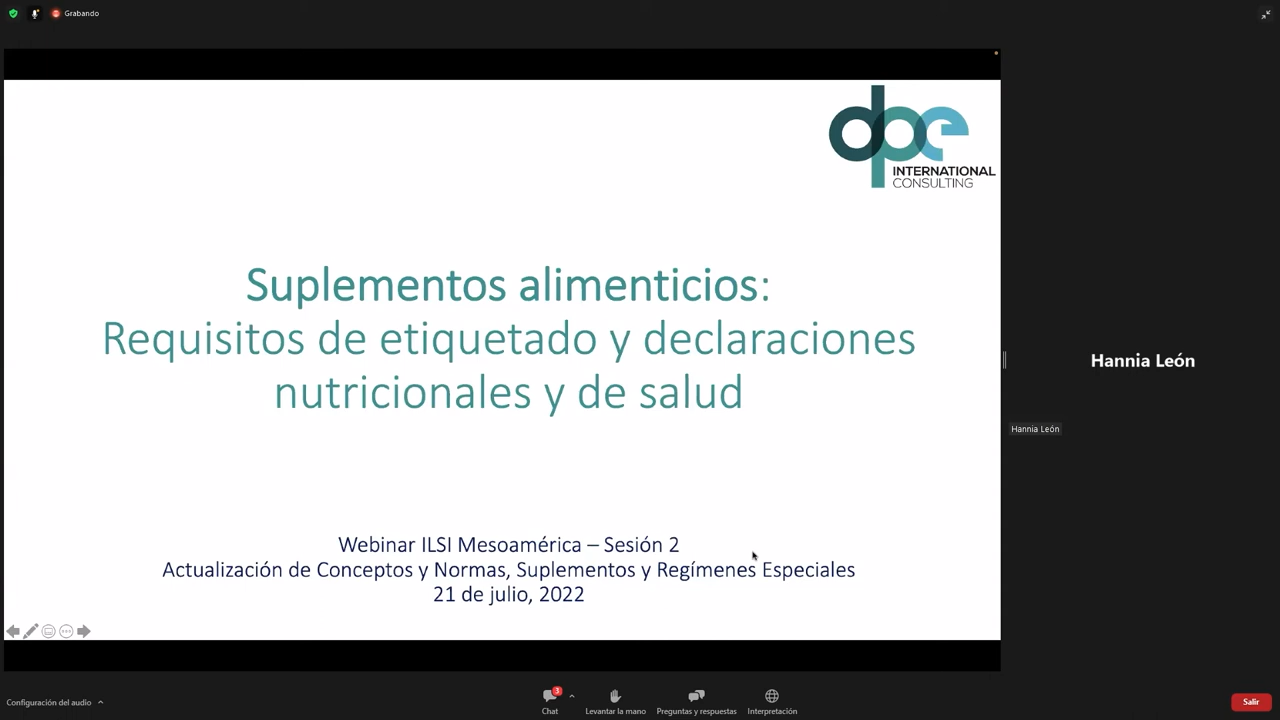 Grabando
dpe
INTERNATIONAL
CONSULTING
Suplementos alimenticios:
Requisitos de etiquetado y declaraciones
nutricionales y de salud
Hannia León
Hannia León
Webinar ILSI Mesoamérica – Sesión 2
Actualización de Conceptos y Normas, Suplementos y Regímenes Especiales
21 de julio, 2022
Configuración del audio
3
Chat
Levantar la mano
Preguntas y respuestas
Interpretación
Salir